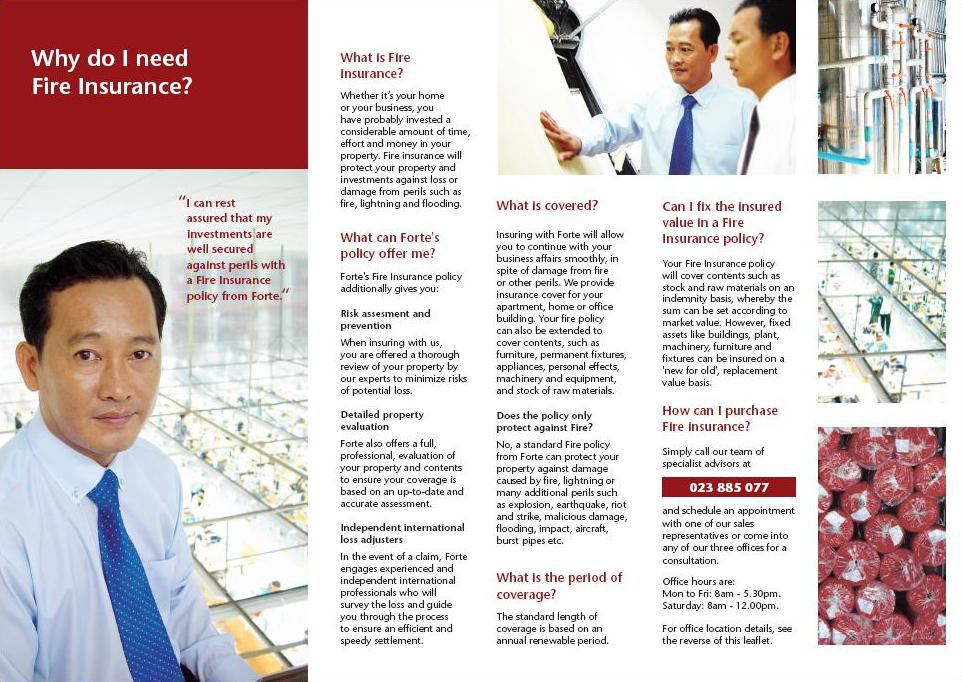 Why do I need
Fire Insurance?
“I can rest
assured that my
investments are
well secured
against perils with
a Fire Insurance
policy from Forte.“
What is Fire
Insurance?
Whether it's your home
or your business, you
have probably invested a
considerable amount of time,
effort and money in your
property. Fire insurance will
protect your property and
investments against loss or
damage from perils such as
fire, lightning and flooding.
What can Forte's
policy offer me?
Forte's Fire Insurance policy
additionally gives you:
Risk assesment and
prevention
When insuring with us,
you are offered a thorough
review of your property by
our experts to minimize risks
of potential loss.
Detailed property
evaluation
Forte also offers a full,
professional, evaluation of
your property and contents
to ensure your coverage is
based on an up-to-date and
accurate assessment.
Independent international
loss adjusters
In the event of a claim, Forte
engages experienced and
independent international
professionals who will
survey the loss and guide
you through the process
to ensure an efficient and
speedy settlement.
What is covered?
Insuring with Forte will allow
you to continue with your
business affairs smoothly, in
spite of damage from fire
or other perils. We provide
insurance cover for your
apartment, home or office
building. Your fire policy
can also be extended to
cover contents, such as
furniture, permanent fixtures,
appliances, personal effects,
machinery and equipment,
and stock of raw materials.
Does the policy only
protect against Fire?
No, a standard Fire policy
from Forte can protect your
property against damage
caused by fire, lightning or
many additional perils such
as explosion, earthquake, riot
and strike, malicious damage,
flooding, impact, aircraft,
burst pipes etc.
What is the period of
coverage?
The standard length of
coverage is based on an
annual renewable period.
Can I fix the insured
value in a Fire
Insurance policy?
Your Fire Insurance policy
will cover contents such as
stock and raw materials on an
indemnity basis, whereby the
sum can be set according to
market value. However, fixed
assets like buildings, plant,
machinery, furniture and
fixtures can be insured on a
'new for old', replacement
value basis.
How can I purchase
Fire insurance?
Simply call our team of
specialist advisors at
023 885 077
and schedule an appointment
with one of our sales
representatives or come into
any of our three offices for a
consultation.
Office hours are:
Mon to Fri: 8am - 5.30pm.
Saturday: 8am - 12.00pm.
For office location details, see
the reverse of this leaflet.